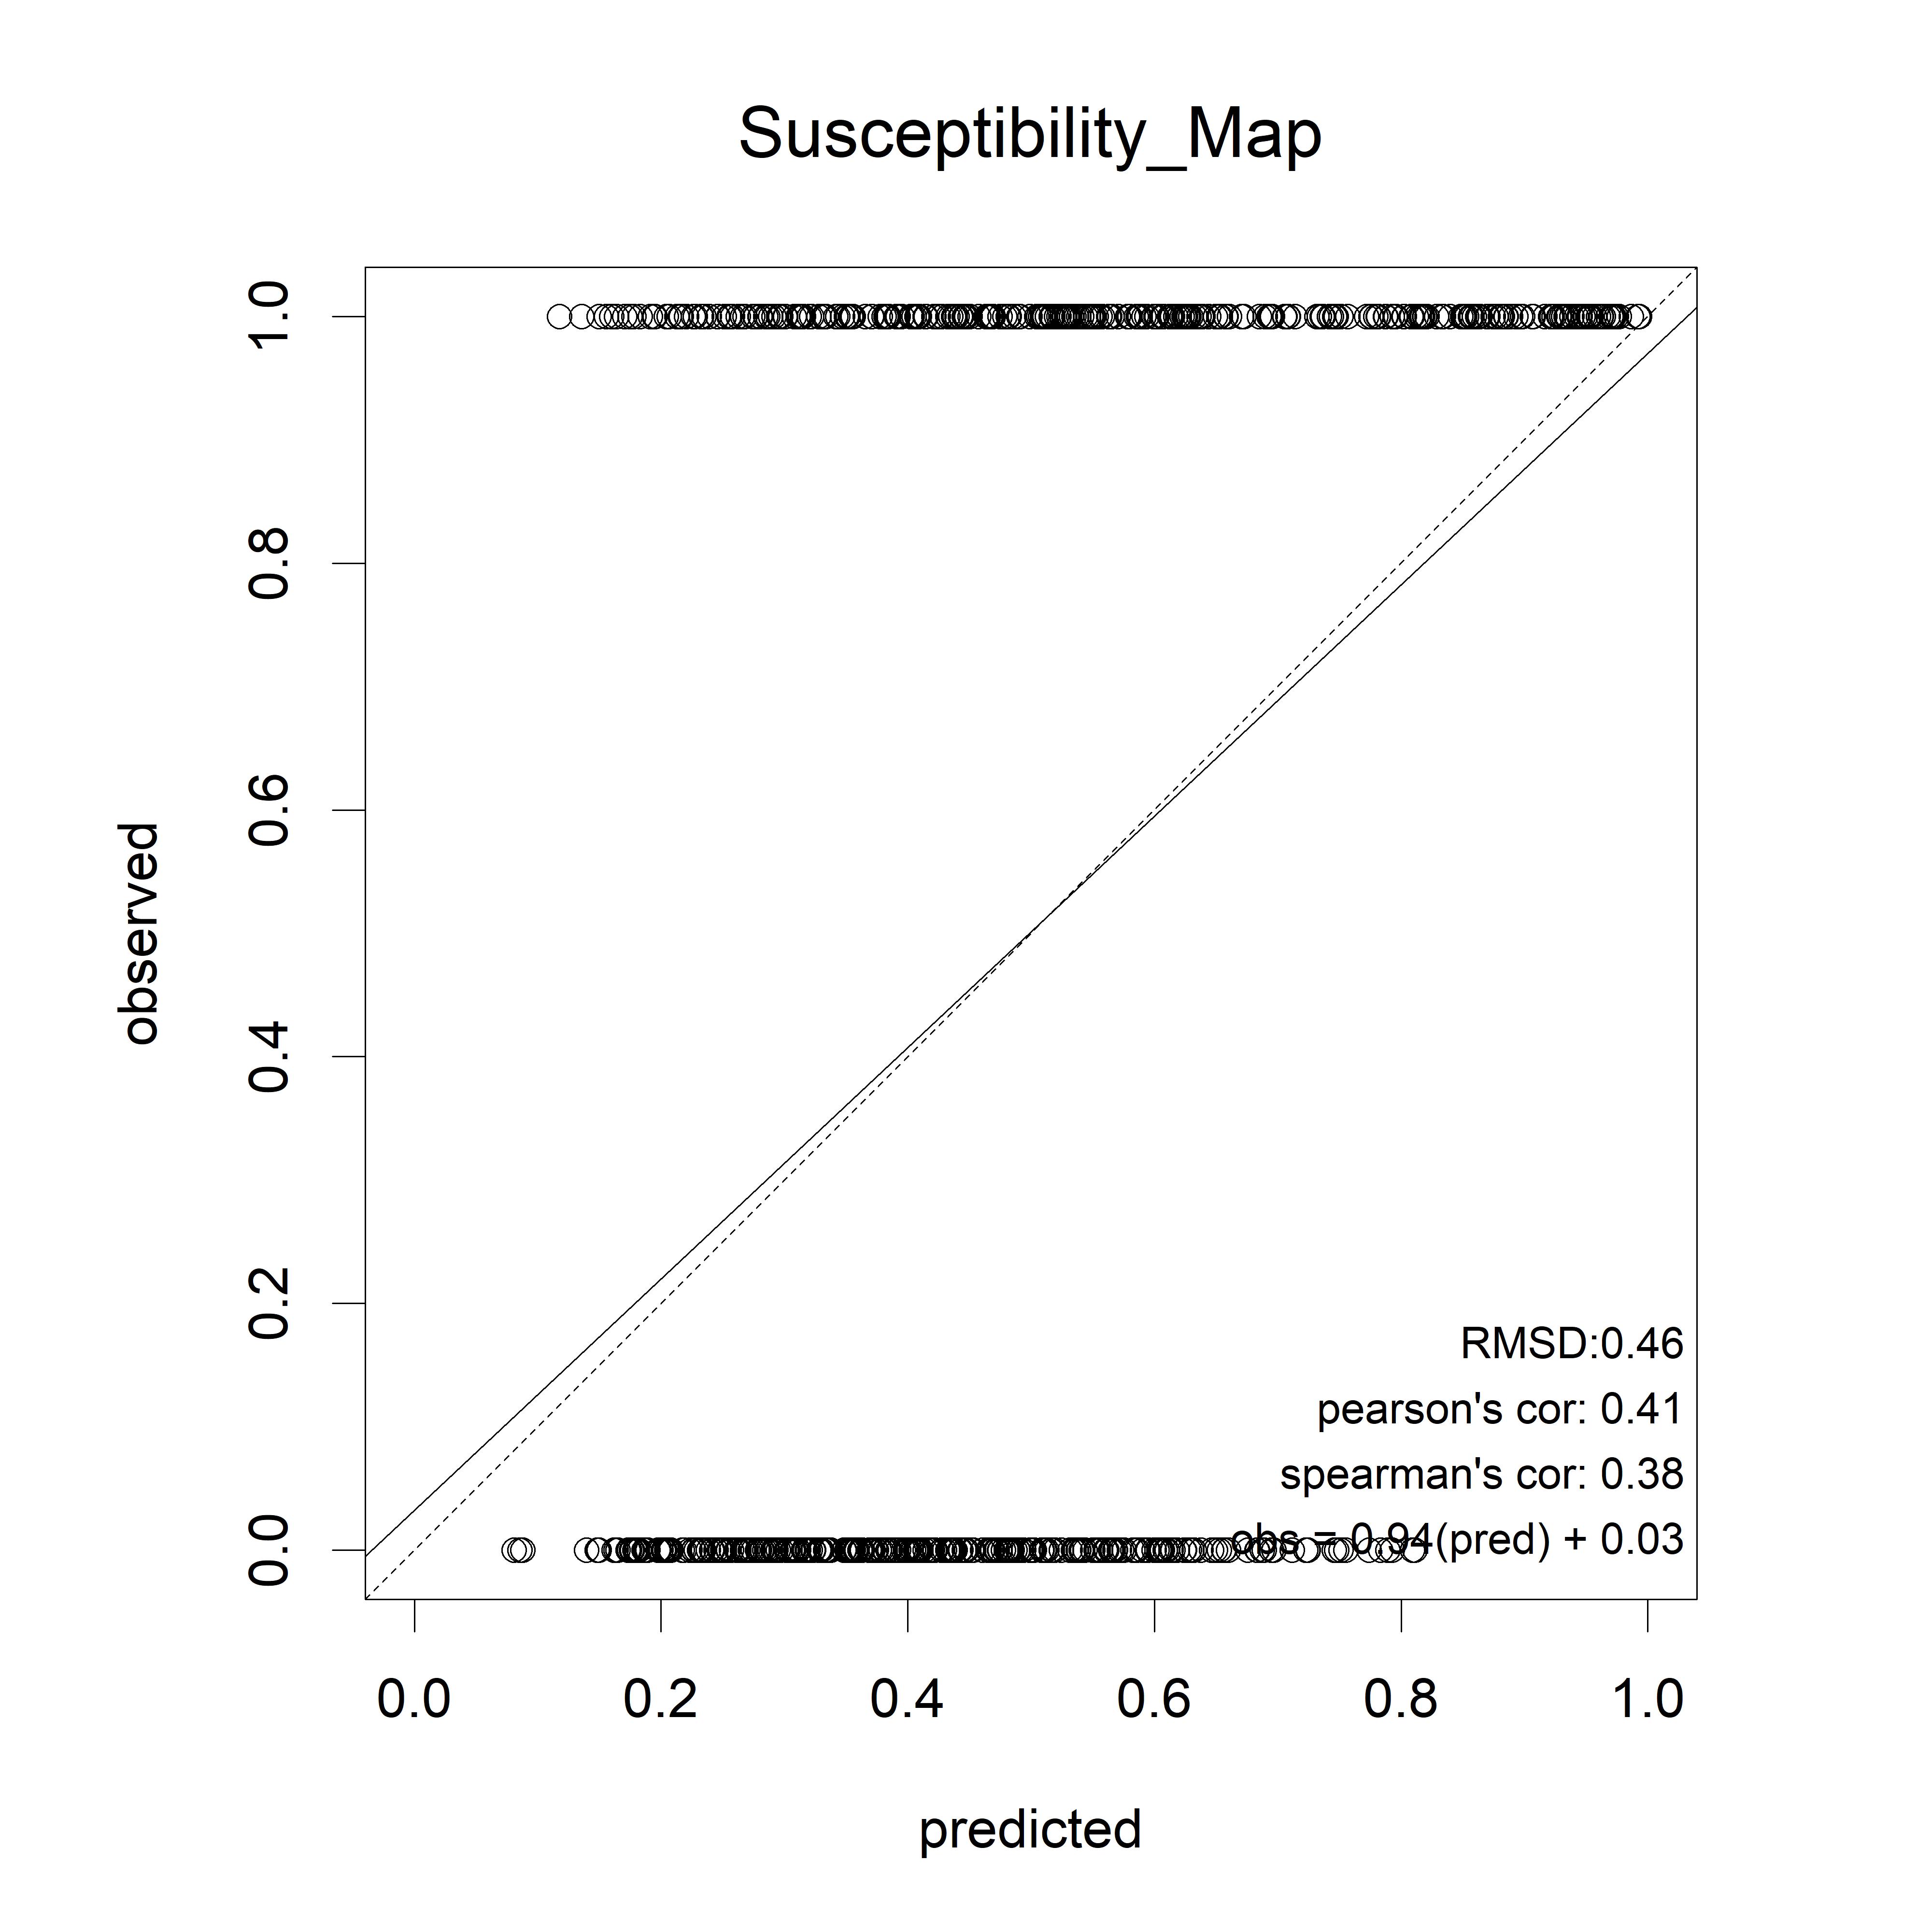 Susceptibility_Map
observed
1.0
0.8
0.6
0.4
0.2
0.0
RMSD:0.46
pearson's cor: 0.41
spearman's cor: 0.38
obs = 0.94(pred) + 0.03
0.0 0.2 0.4 0.6 0.8 1.0
predicted